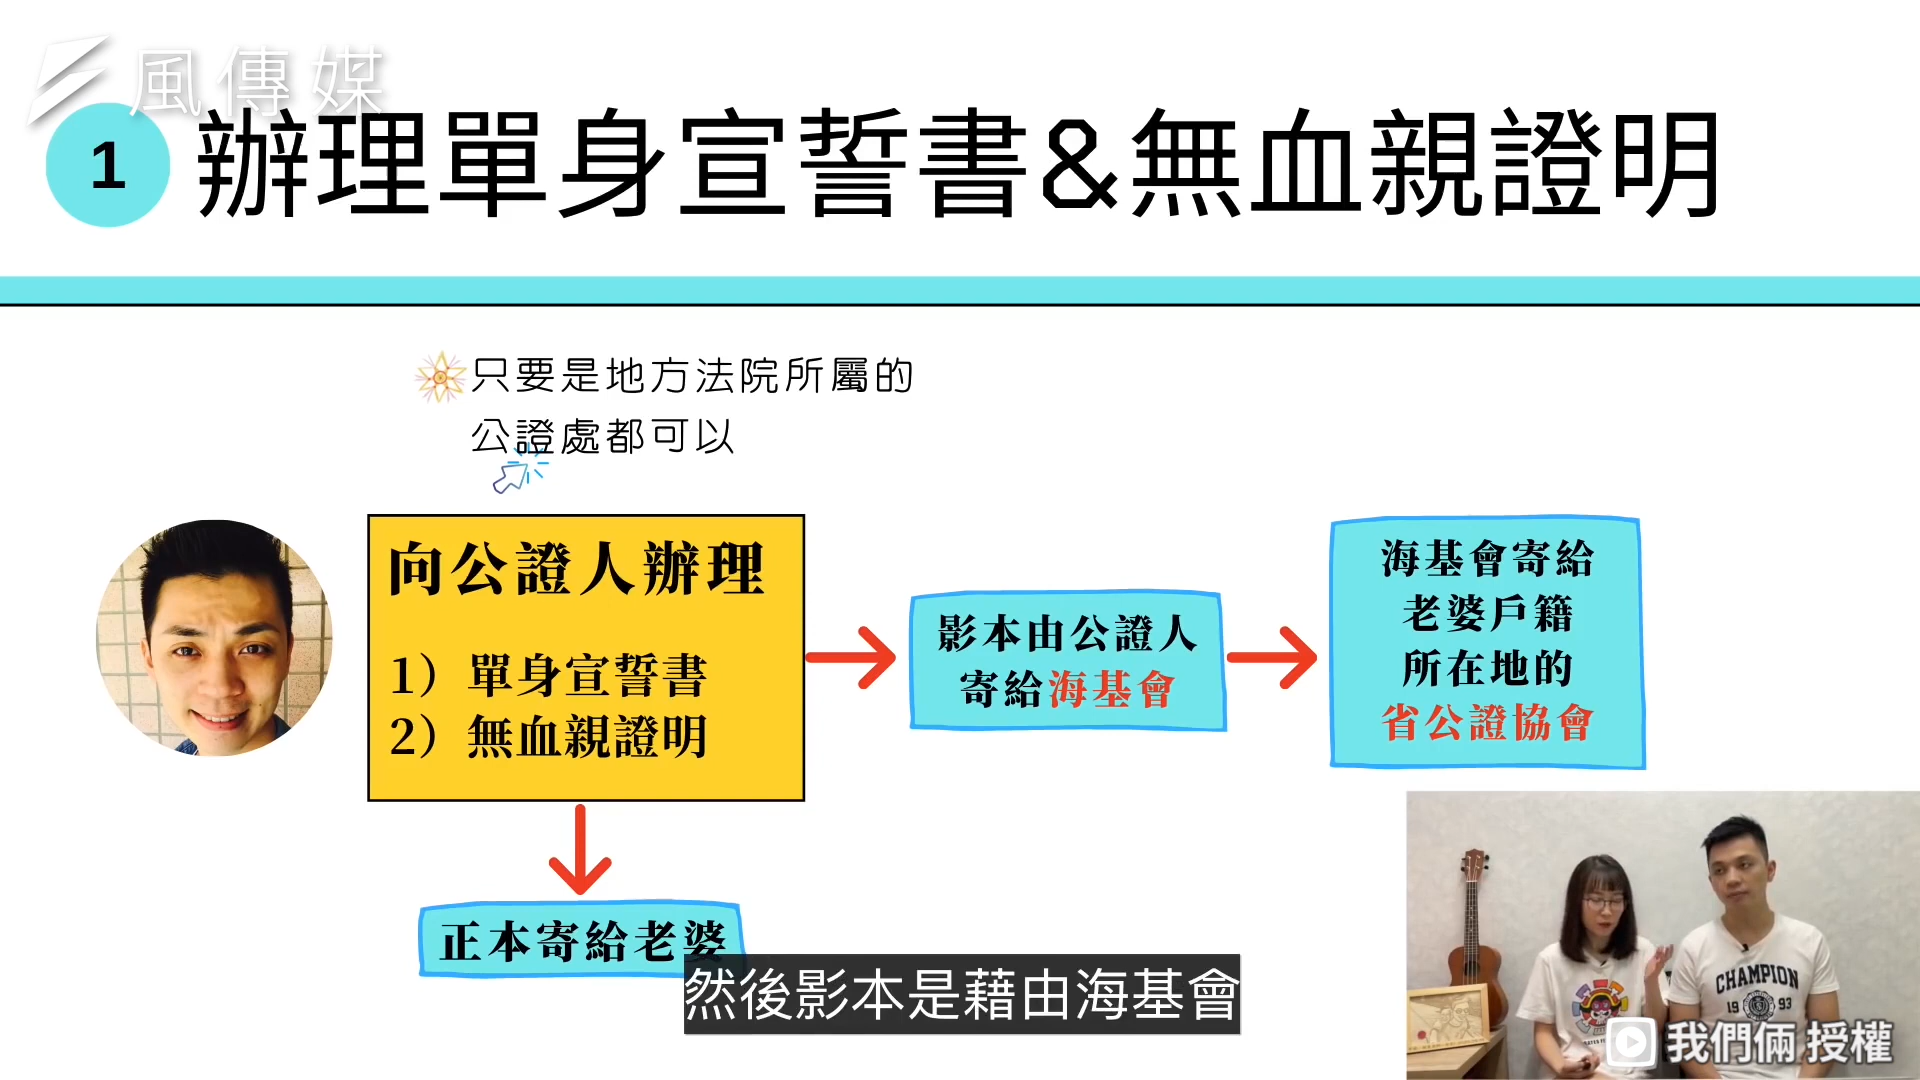 風傳媒
1
辦理單身宣誓書&無血親證明
只要是地方法院所屬的
公證處都可以
向公證人辦理
1）單身宣誓書
2）無血親證明
影本由公證人
寄給海基會
海基會寄給
老婆戶籍
所在地的
省公證協會
正本寄給老婆
然後影本是藉由海基會
CHAMPION
19 93
我們倆 授權